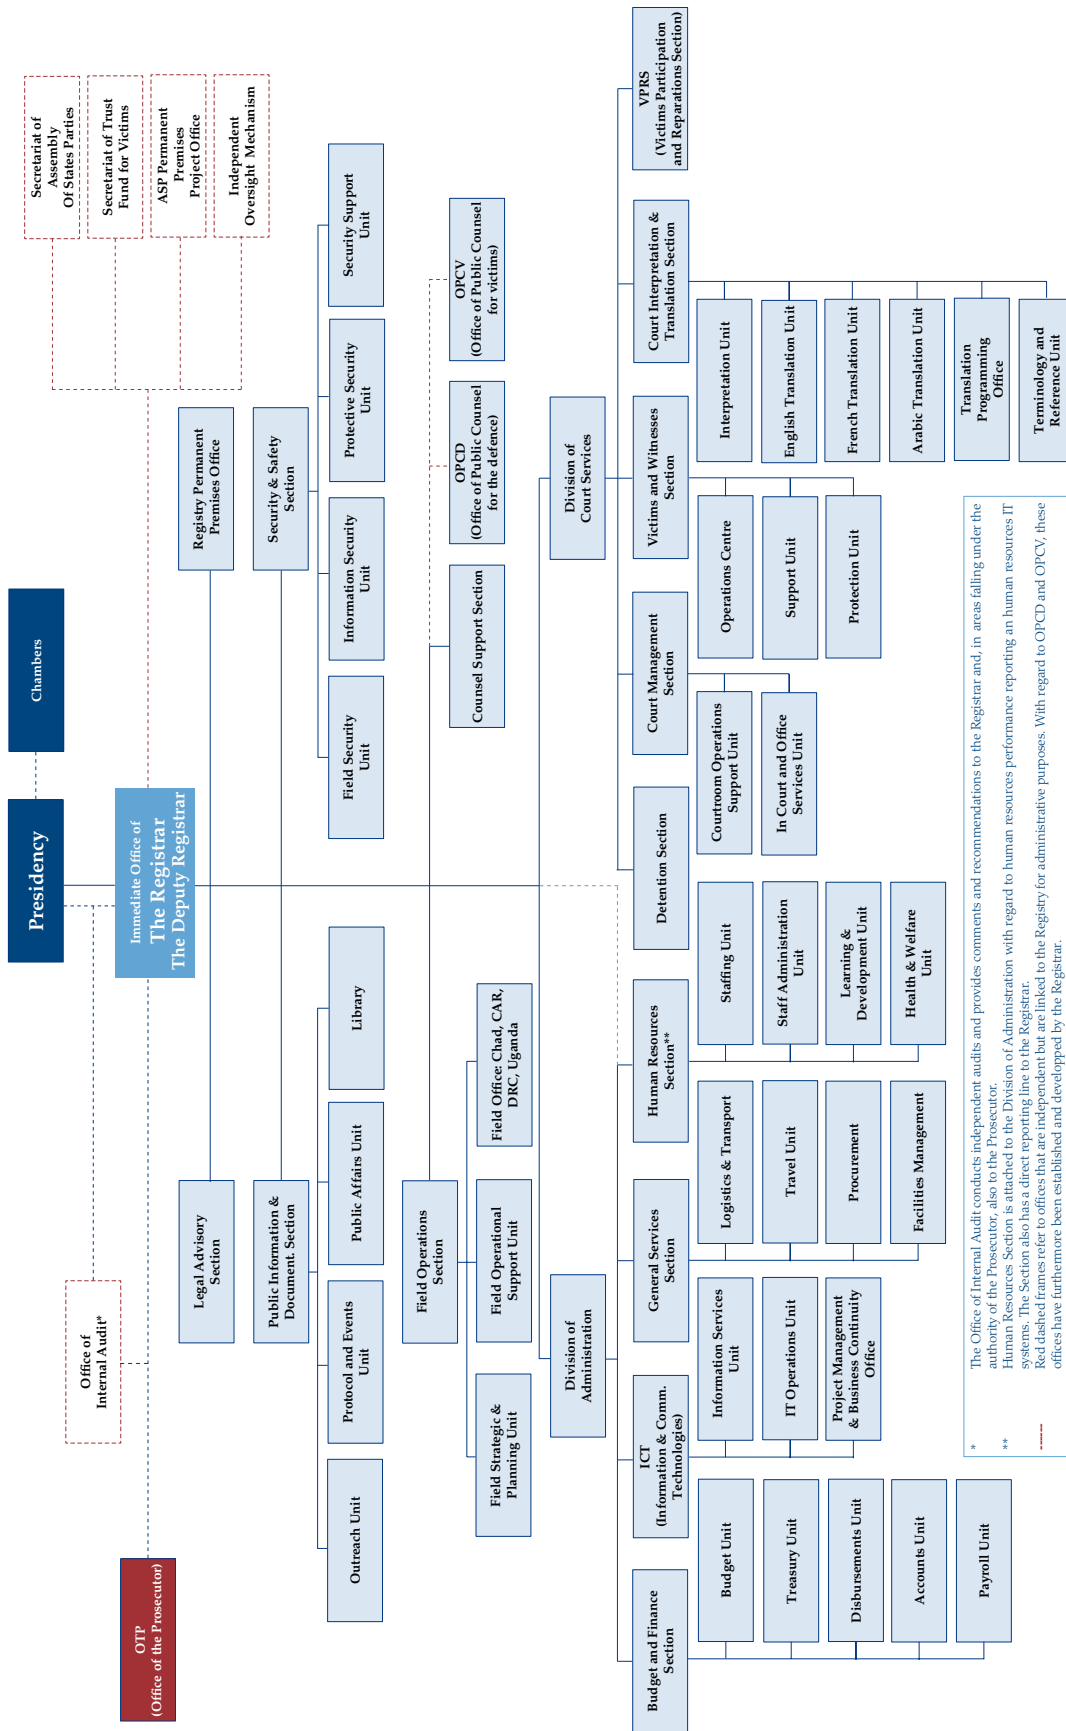 Presidency
Chambers
Immediate Office of
The Registrar
The Deputy Registrar
OTP
(Office of the Prosecutor)
Office of
Internal Audit*
Secretariat of
Assembly
Of States Parties
Secretariat of Trust
Fund for Victims
ASP Permanent
Premises
Project Office
Independent
Oversight Mechanism
Legal Advisory
Section
Registry Permanent
Premises Office
Public Information &
Document. Section
Security & Safety
Section
Outreach Unit
Protocol and Events
Unit
Public Affairs Unit
Library
Field Security
Unit
Information Security
Unit
Protective Security
Unit
Security Support
Unit
Field Operations
Section
Counsel Support Section
OPCD
(Office of Public Counsel
for the defence)
OPCV
(Office of Public Counsel
for victims)
Field Strategic &
Planning Unit
Field Operational
Support Unit
Field Office: Chad, CAR,
DRC, Uganda
Division of
Administration
Division of
Court Services
Budget and Finance
Section
ICT
(Information & Comm.
Technologies)
General Services
Section
Human Resources
Section**
Detention Section
Court Management
Section
Victims and Witnesses
Section
Court Interpretation &
Translation Section
VPRS
(Victims Participation
and Reparations Section)
Budget Unit
Treasury Unit
Disbursements Unit
Accounts Unit
Payroll Unit
Information Services
Unit
IT Operations Unit
Project Management
& Business Continuity
Office
Logistics & Transport
Travel Unit
Procurement
Facilities Management
Staffing Unit
Staff Administration
Unit
Learning &
Development Unit
Health & Welfare
Unit
Courtroom Operations
Support Unit
In Court and Office
Services Unit
Operations Centre
Support Unit
Protection Unit
Interpretation Unit
English Translation Unit
French Translation Unit
Arabic Translation Unit
Translation
Programming
Office
Terminology and
Reference Unit
* The Office of Internal Audit conducts independent audits and provides comments and recommendations to the Registrar and, in areas falling under the
authority of the Prosecutor, also to the Prosecutor.
** Human Resources Section is attached to the Division of Administration with regard to human resources performance reporting an human resources IT
systems. The Section also has a direct reporting line to the Registrar.
------ Red dashed frames refer to offices that are independent but are linked to the Registry for administrative purposes. With regard to OPCD and OPCV, these
offices have furthermore been established and developped by the Registrar.